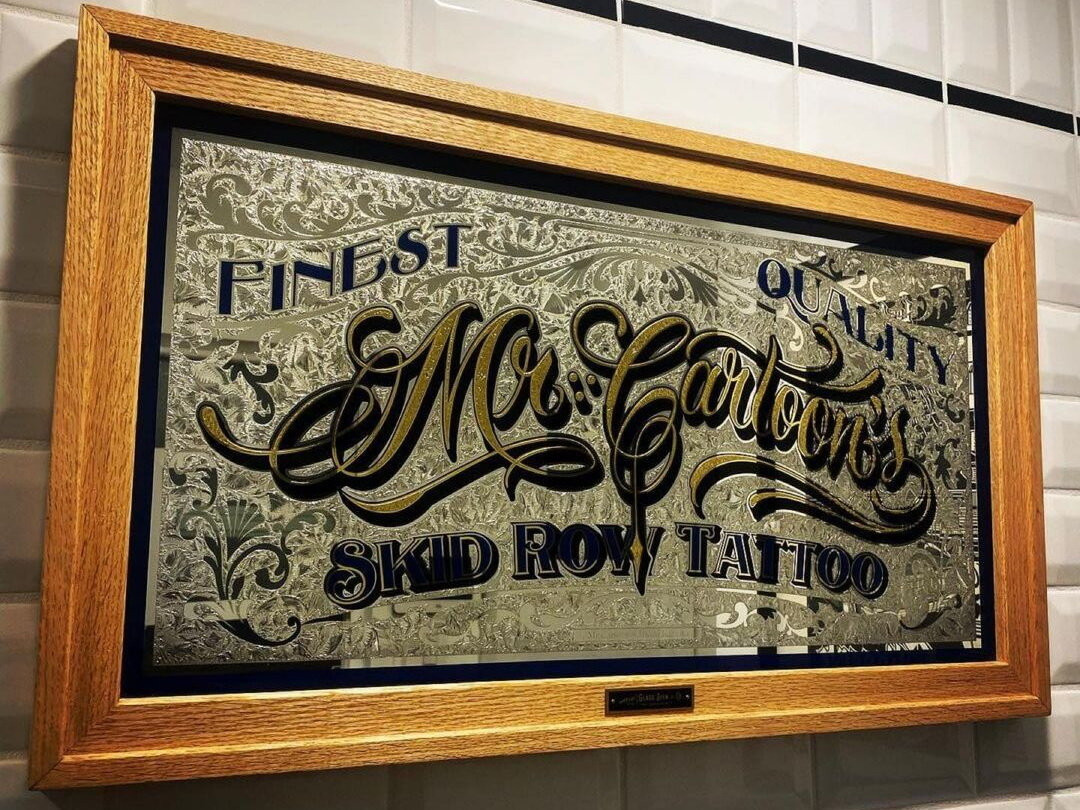 FINEST QUALITY
Mr. Cartoon's
SKID ROW TATTOO